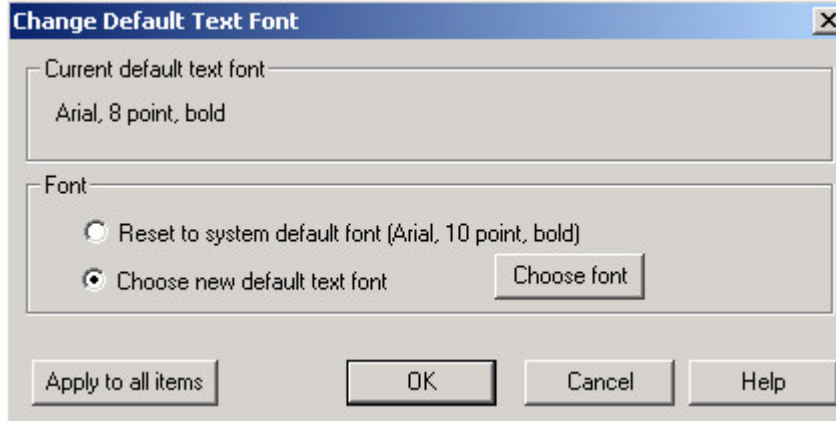 Change Default Text Font
Current default text font
Arial, 8 point, bold
Font
Reset to system default font (Arial, 10 point, bold)
Choose new default text font Choose font
Apply to all items OK Cancel Help